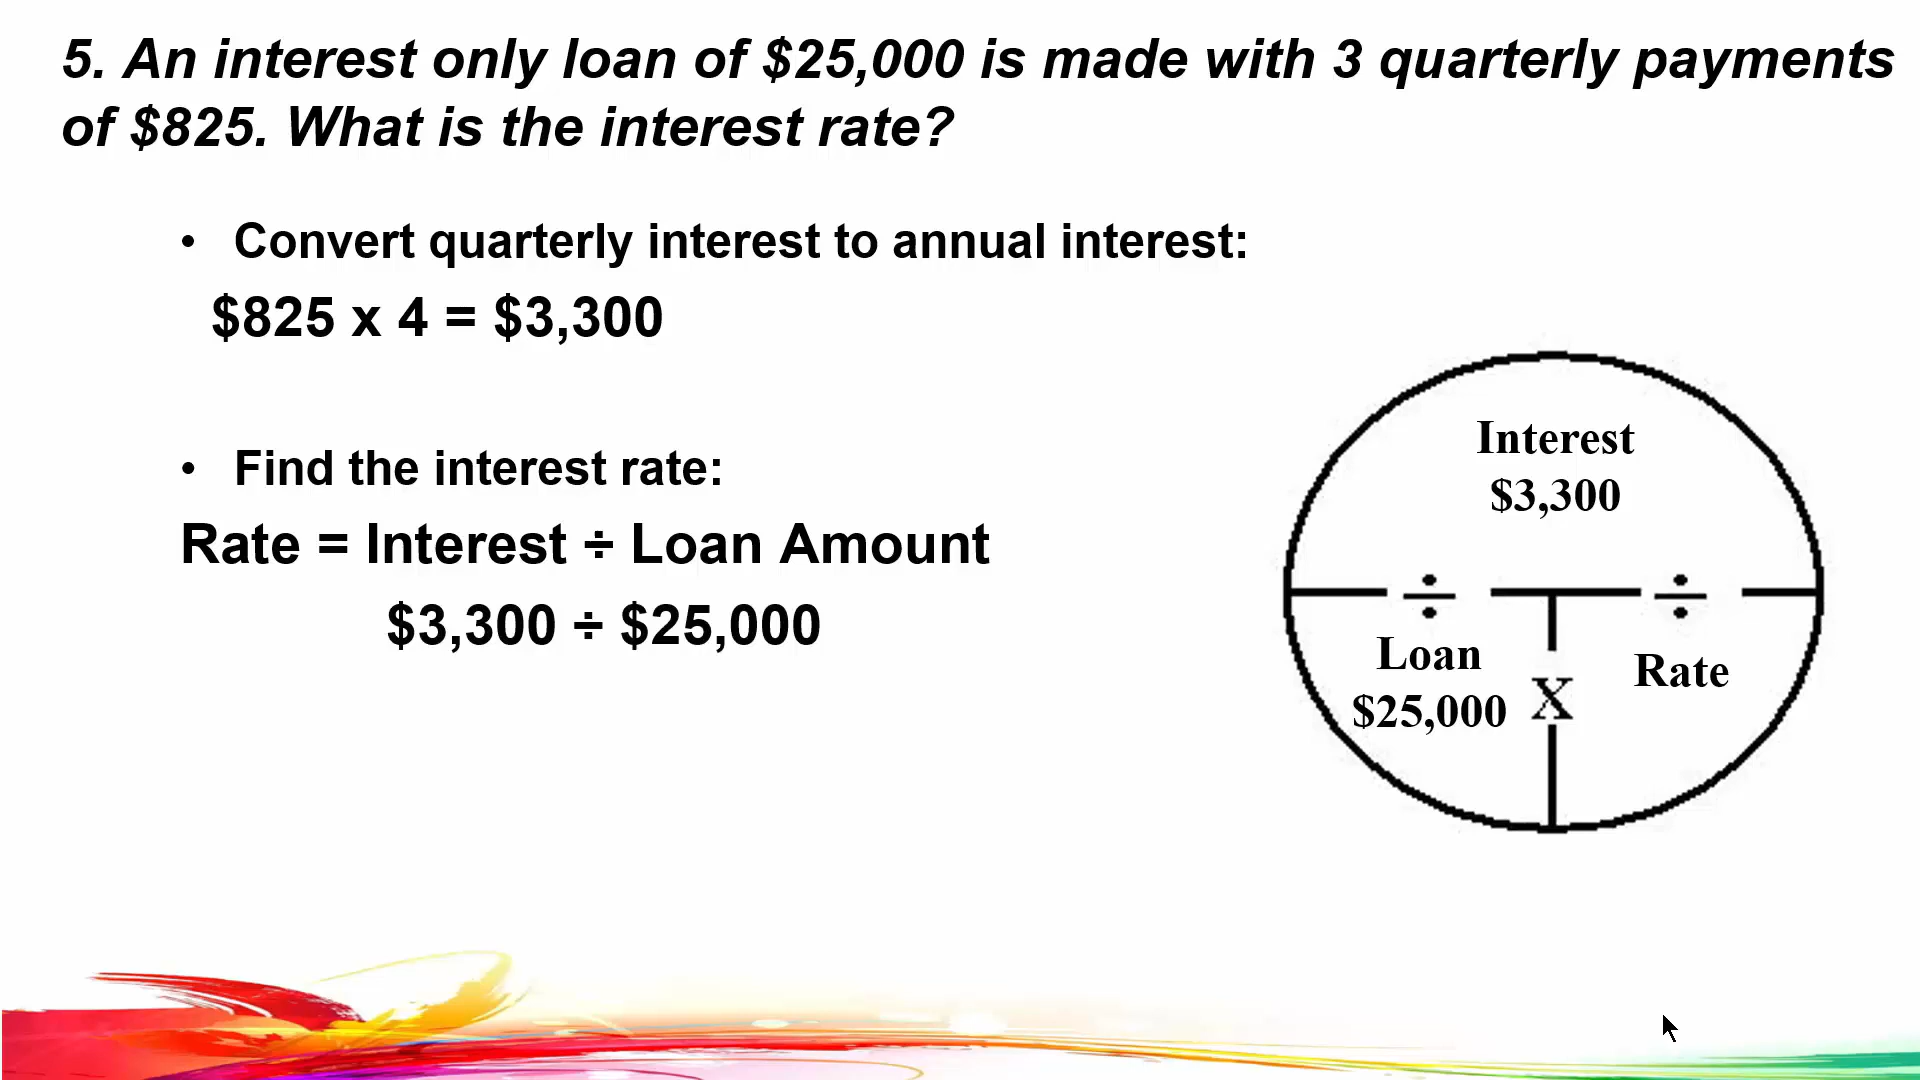 5. An interest only loan of $25,000 is made with 3 quarterly payments
of $825. What is the interest rate?
• Convert quarterly interest to annual interest:
$825 x 4 = $3,300
• Find the interest rate:
Rate = Interest ÷ Loan Amount
$3,300 ÷ $25,000
Interest
$3,300
÷ ÷
Loan
$25,000
X
Rate